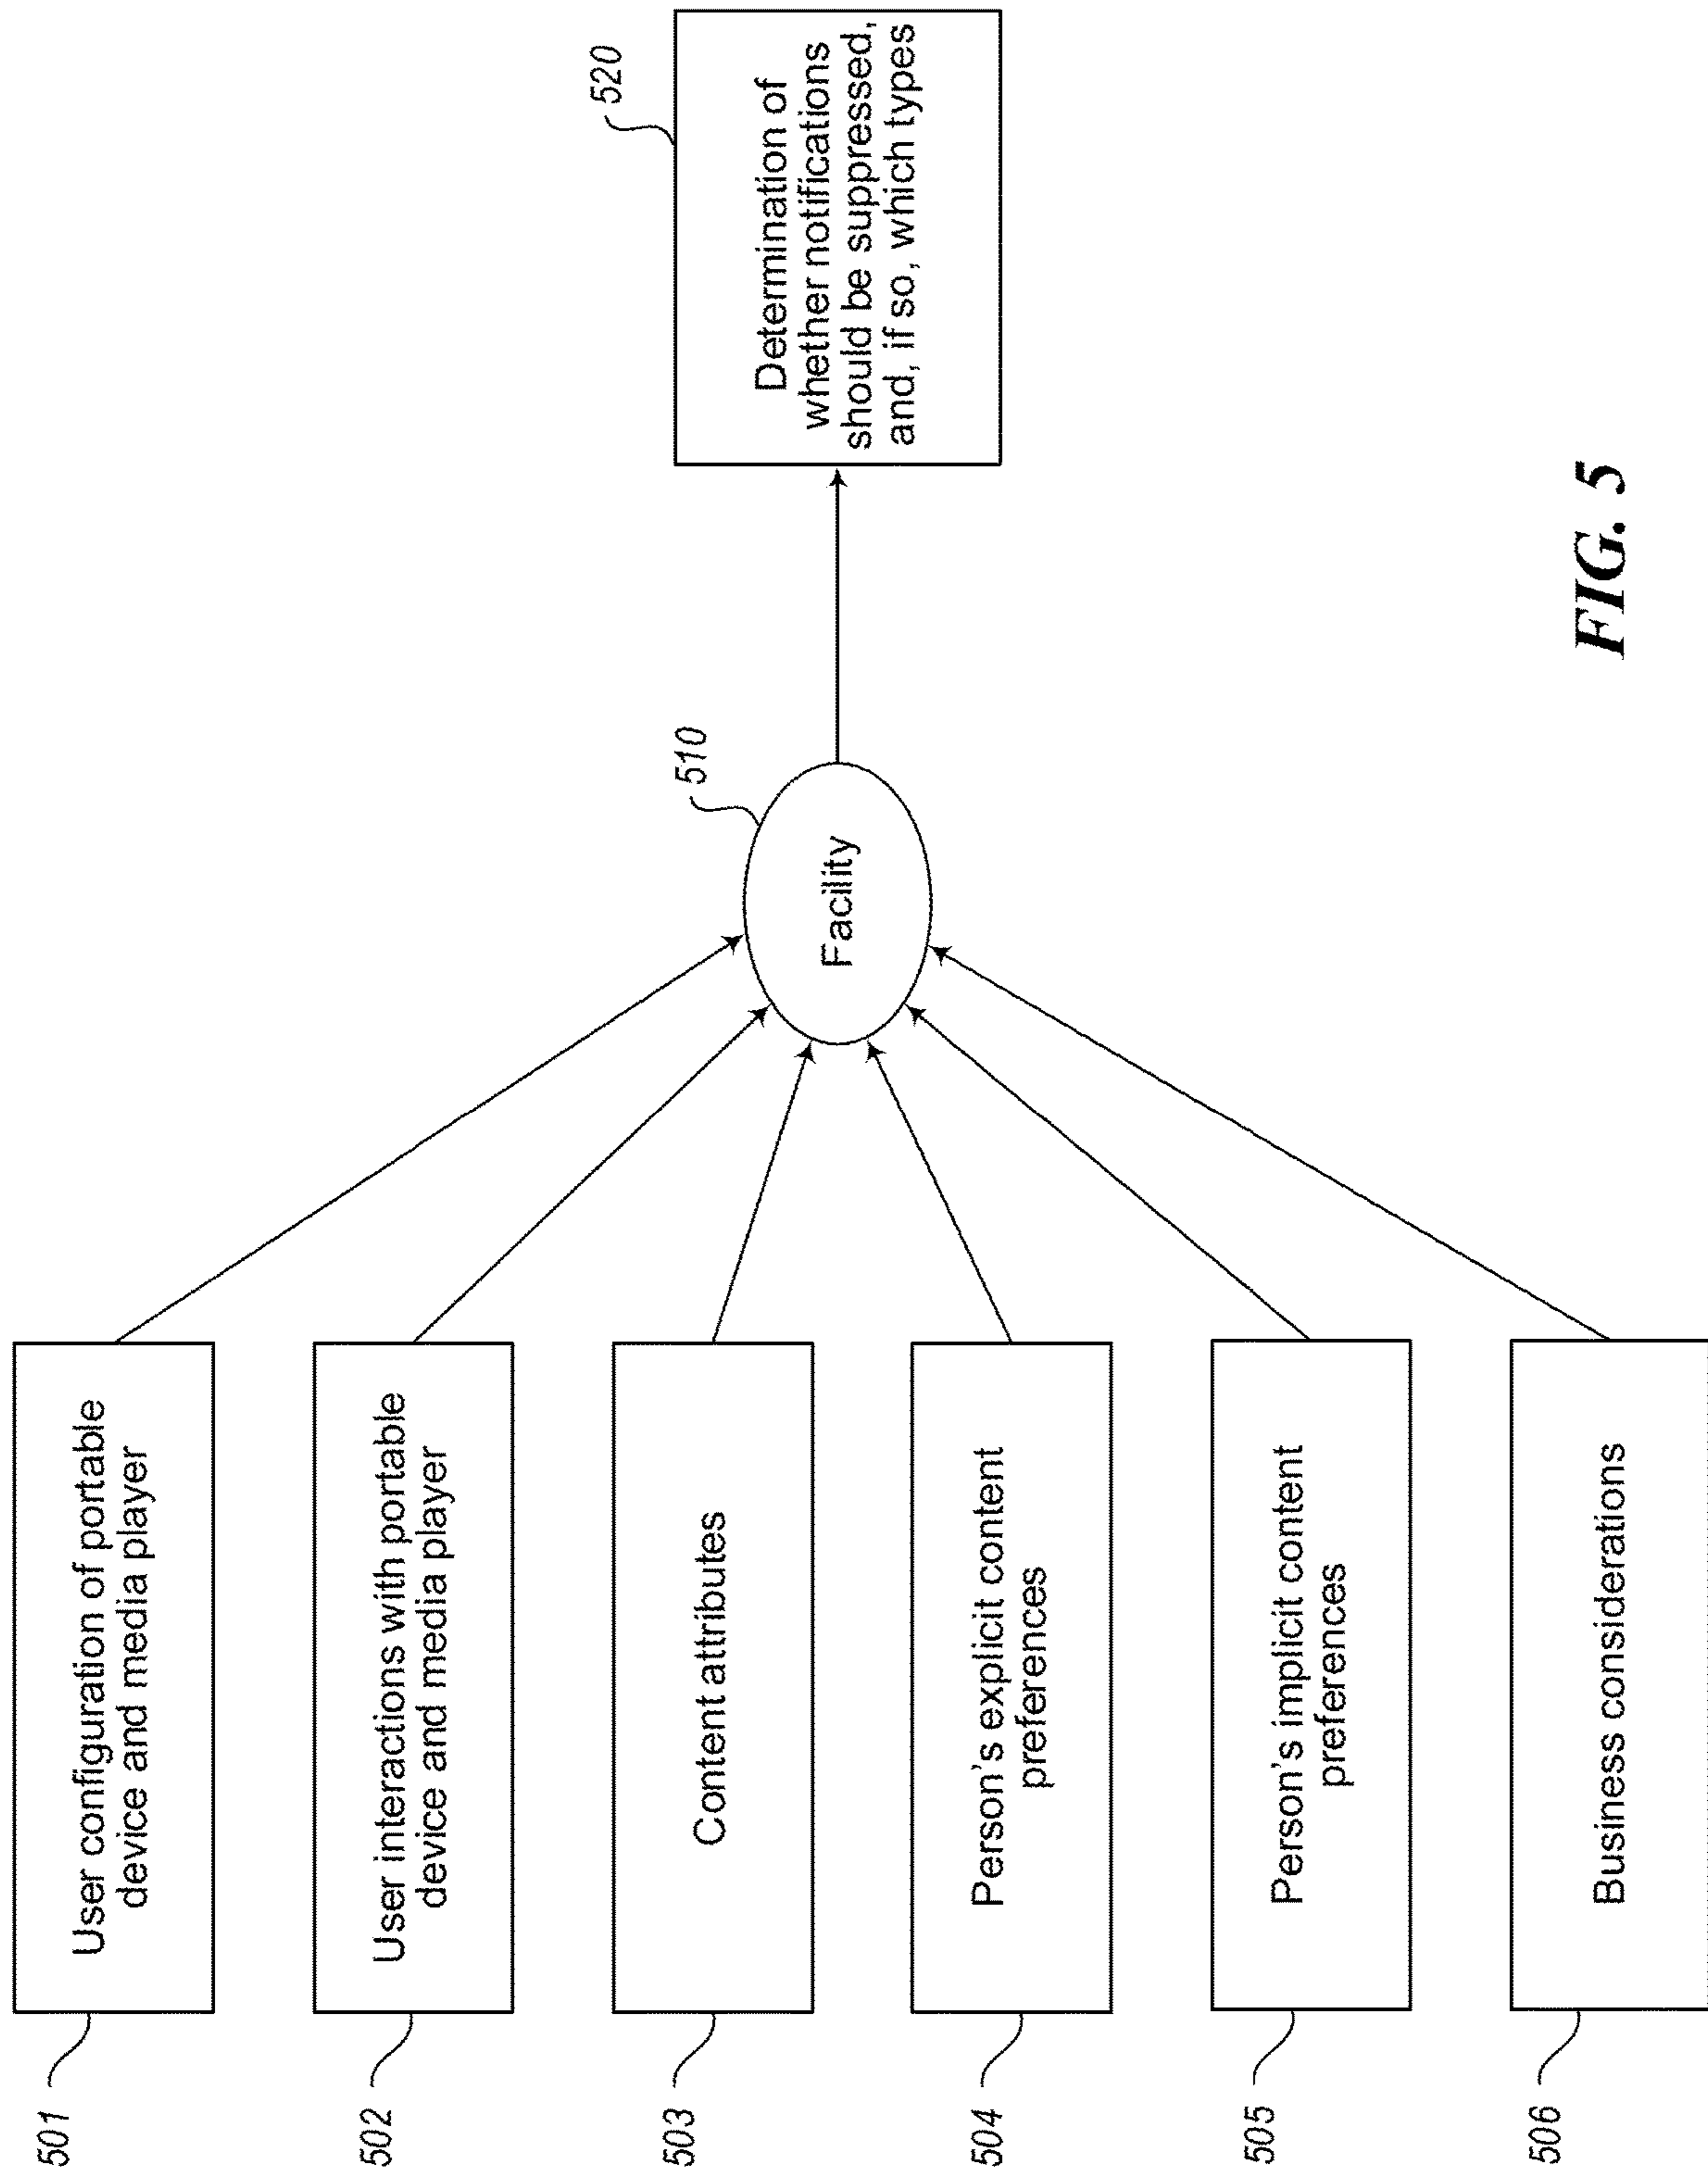 501
User configuration of portable
device and media player
502
User interactions with portable
device and media player
503
Content attributes
504
Person's explicit content
preferences
505
Person's implicit content
preferences
506
Business considerations
510
Facility
520
Determination of
whether notifications
should be suppressed,
and, if so, which types
FIG. 5